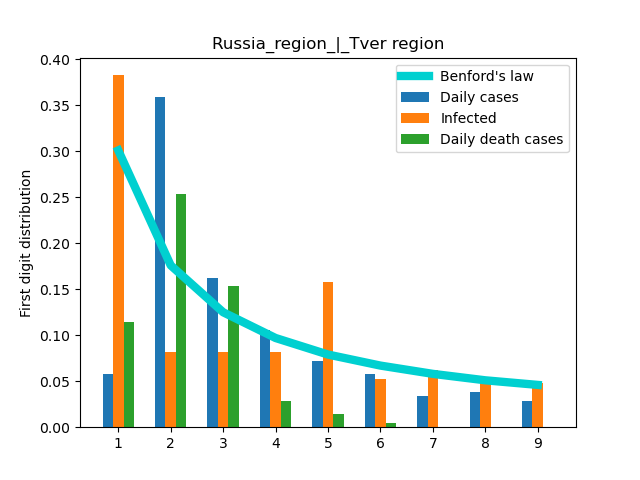 Russia_region_|_Tver region
First digit distribution
0.40
0.35
0.30
0.25
0.20
0.15
0.10
0.05
0.00
Benford's law
Daily cases
Infected
Daily death cases
1 2 3 4 5 6 7 8 9